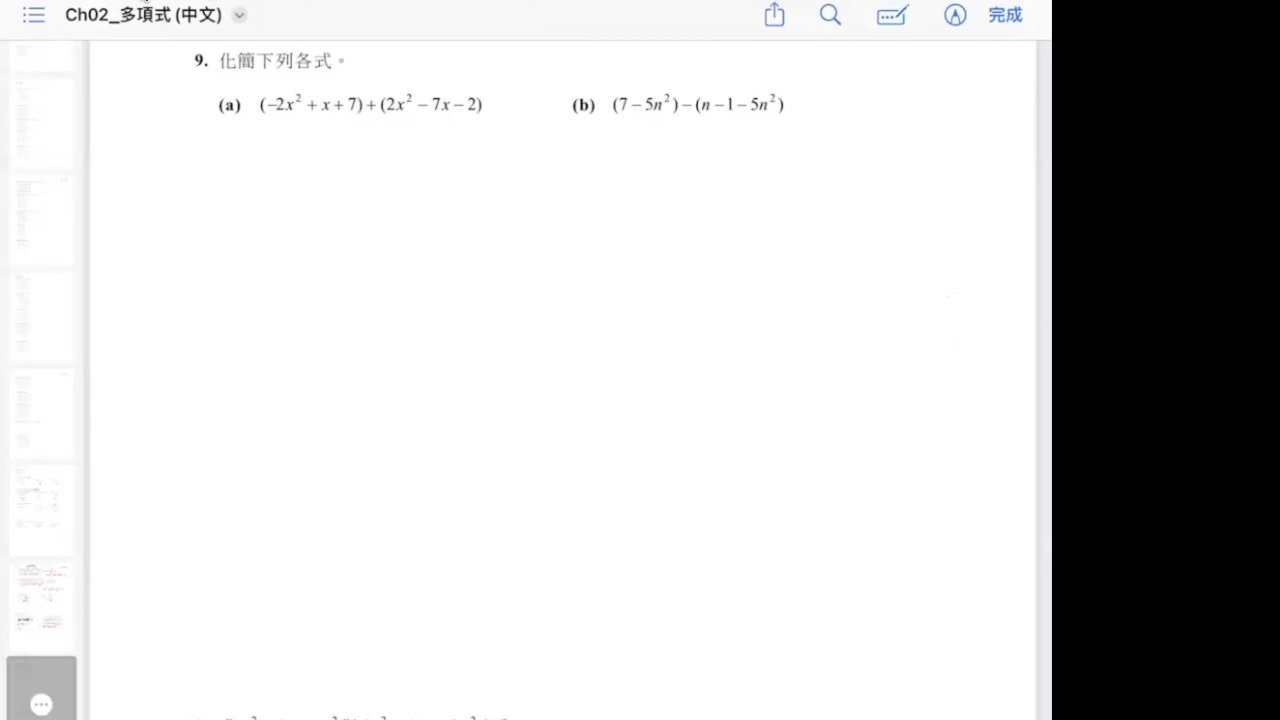 Ch02_多項式 (中文)
完成
9. 化簡下列各式。
(a) (−2x² + x + 7) + (2x² − 7x − 2) (b) (7 − 5n²) − (n − 1 − 5n²)